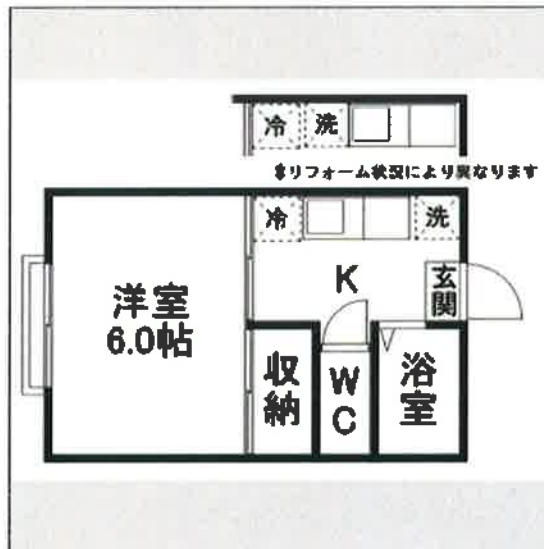 冷 洗
※リフォーム状況により異なります
冷 洗
K 玄関
洋室
6.0帖
収納
WC
浴室